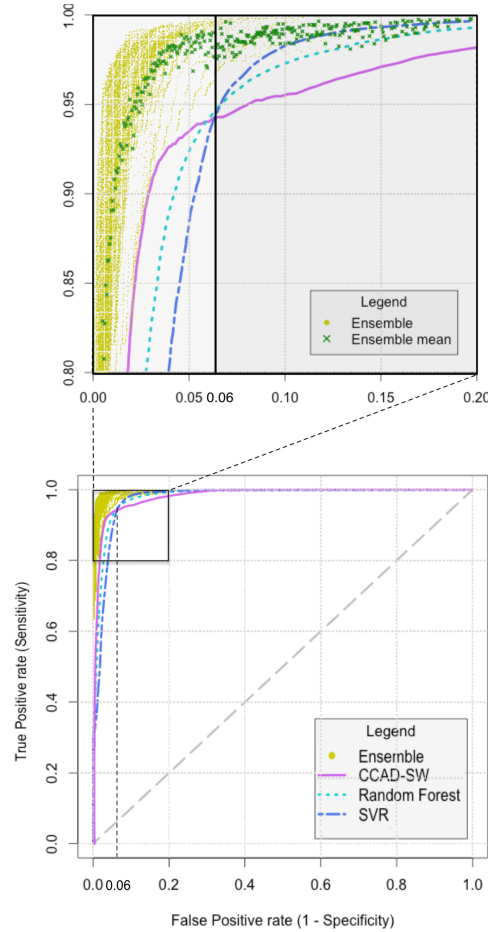 1.00
0.95
0.90
0.85
0.80
Legend
Ensemble
Ensemble mean
0.00 0.05 0.06 0.10 0.15 0.20
True Positive rate (Sensitivity)
1.0
0.8
0.6
0.4
0.2
0.0
Legend
Ensemble
CCAD-SW
Random Forest
SVR
0.0 0.06 0.2 0.4 0.6 0.8 1.0
False Positive rate (1 - Specificity)